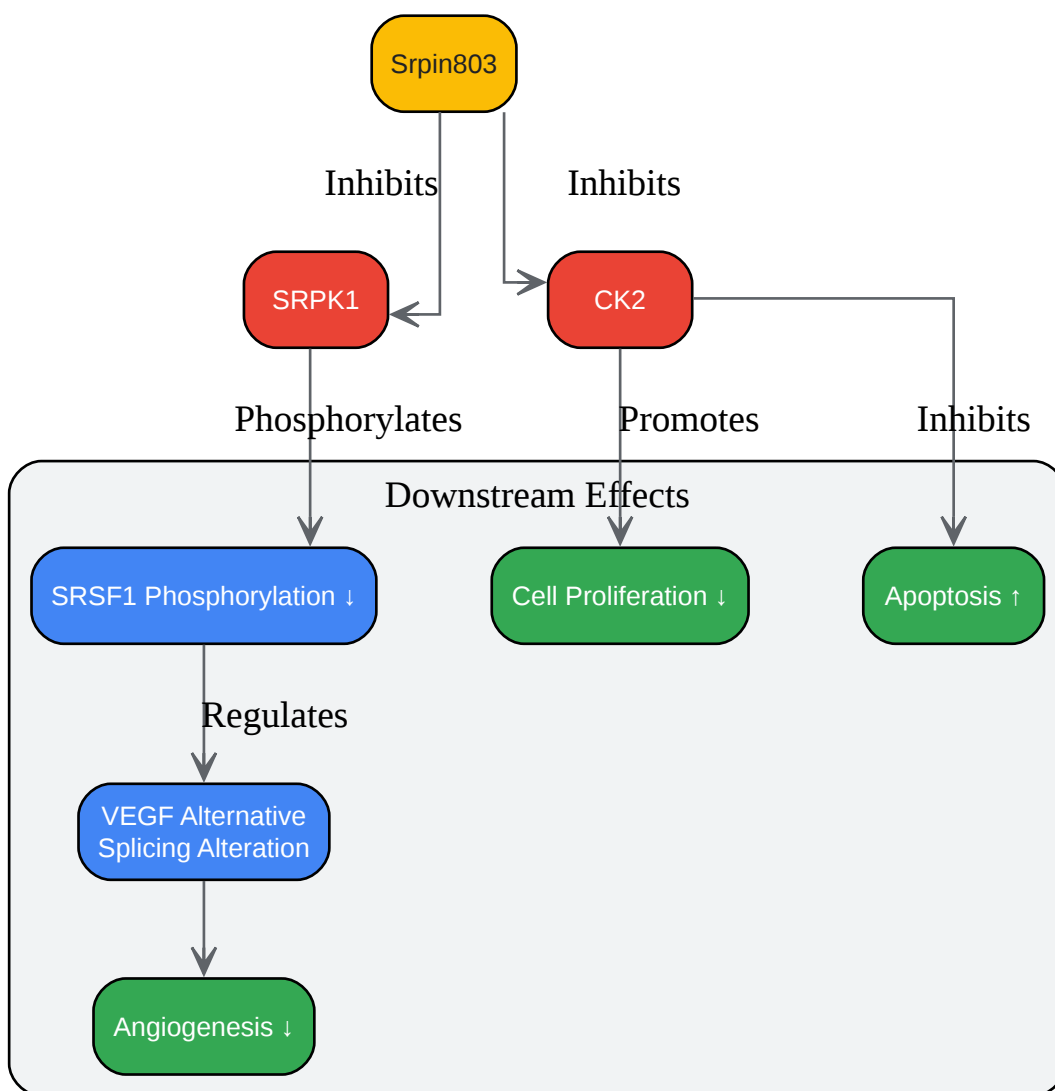 Srpin803
Inhibits
Inhibits
SRPK1
CK2
Phosphorylates
Promotes
Inhibits
Downstream Effects
SRSF1 Phosphorylation ↓
Cell Proliferation ↓
Apoptosis ↑
Regulates
VEGF Alternative
Splicing Alteration
Angiogenesis ↓